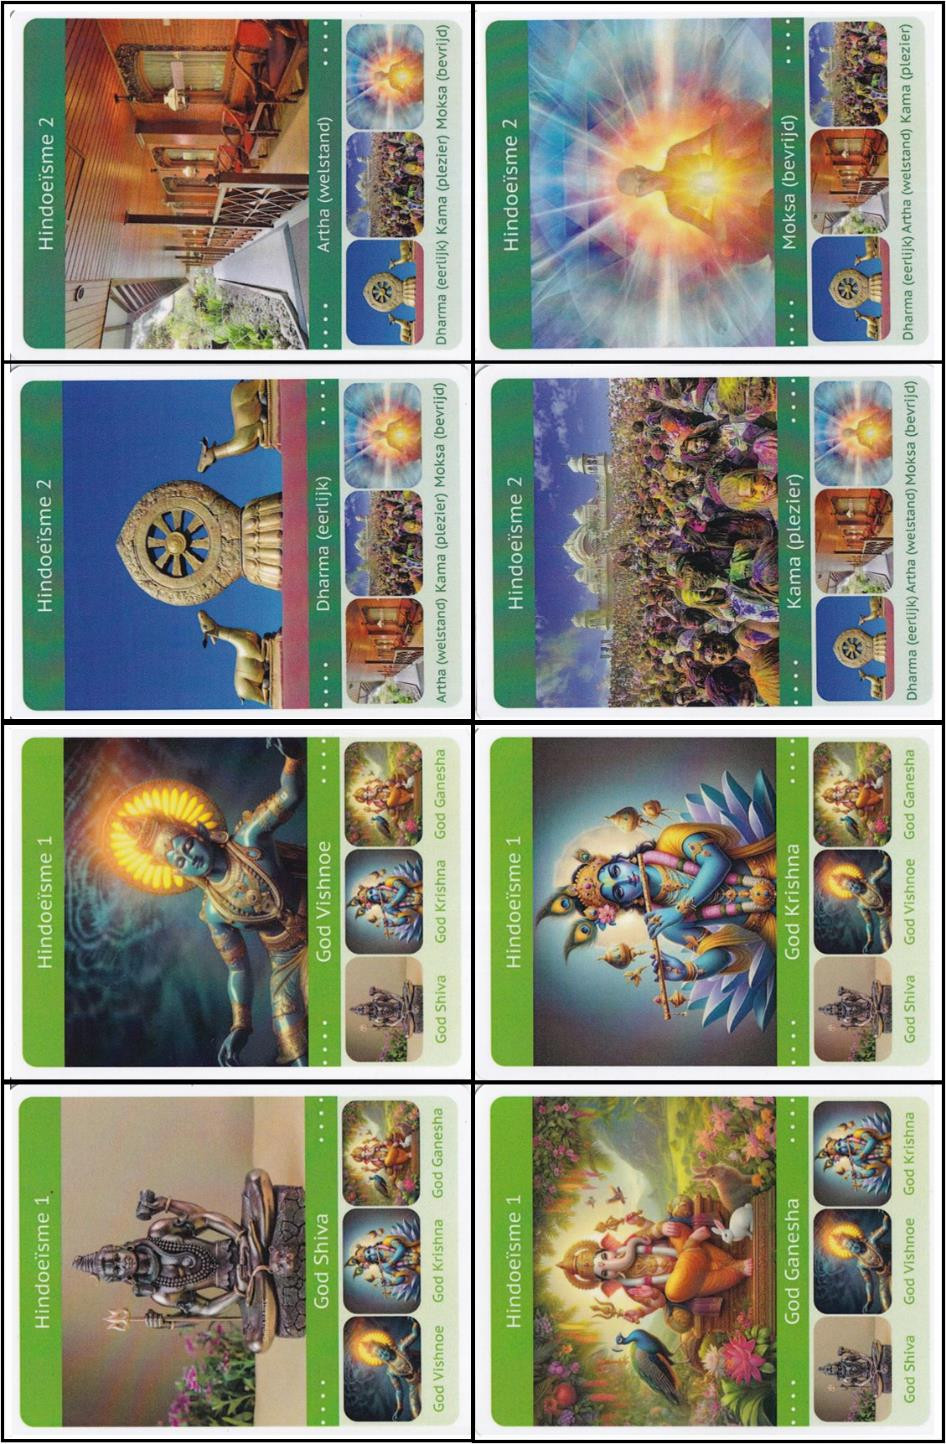 Hindoeïsme 1
God Shiva
God Vishnoe God Krishna God Ganesha
Hindoeïsme 1
God Vishnoe
God Shiva God Krishna God Ganesha
Hindoeïsme 2
Dharma (eerlijk)
Artha (welstand) Kama (plezier) Moksa (bevrijd)
Hindoeïsme 2
Artha (welstand)
Dharma (eerlijk) Kama (plezier) Moksa (bevrijd)
Hindoeïsme 1
God Ganesha
God Shiva God Vishnoe God Krishna
Hindoeïsme 1
God Krishna
God Shiva God Vishnoe God Ganesha
Hindoeïsme 2
Kama (plezier)
Dharma (eerlijk) Artha (welstand) Moksa (bevrijd)
Hindoeïsme 2
Moksa (bevrijd)
Dharma (eerlijk) Artha (welstand) Kama (plezier)